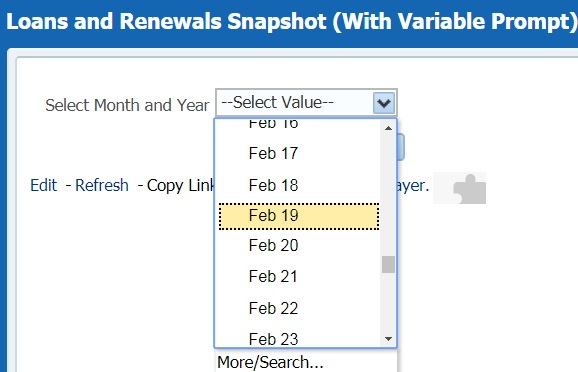 Loans and Renewals Snapshot (With Variable Prompt)
Select Month and Year --Select Value--
Feb 16
Feb 17
Edit - Refresh - Copy Lin ayer.
Feb 18
Feb 19
Feb 20
Feb 21
Feb 22
Feb 23
More/Search...